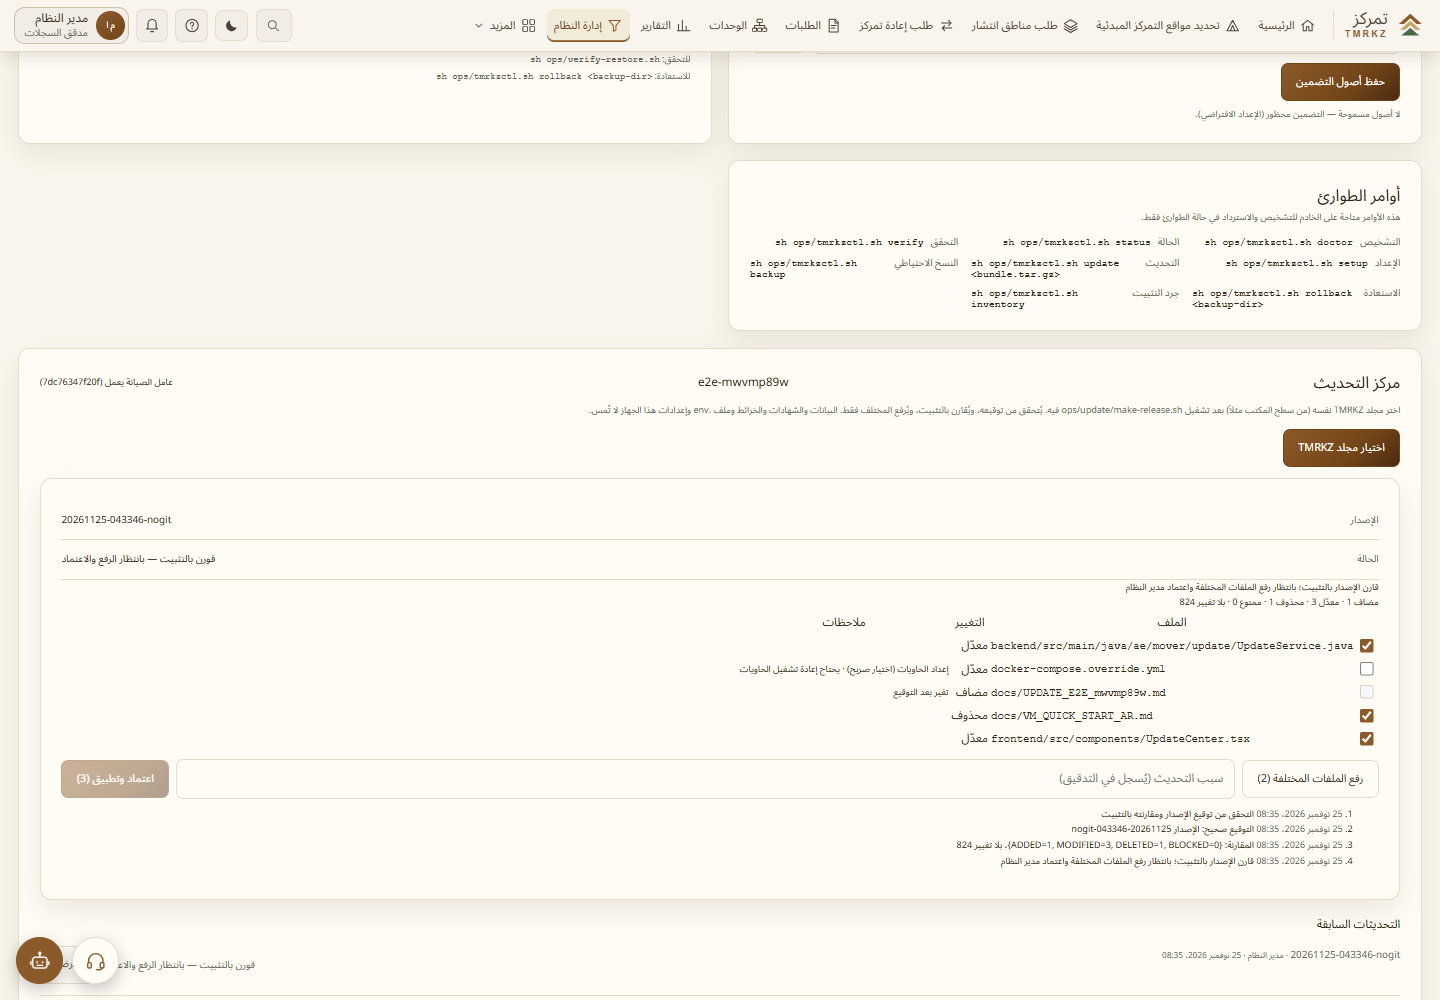 تمركز
TMRKZ
الرئيسية
تحديد مواقع التمركز المبدئية
طلب مناطق انتشار
طلب إعادة تمركز
الطلبات
الوحدات
التقارير
إدارة النظام
المزيد
مدير النظام
مدقق السجلات
م ا
حفظ أصول التضمين
لا أصول مسموحة — التضمين محظور (الإعداد الافتراضي).
للتحقق: sh ops/verify-restore.sh
للاستعادة: sh ops/tmrkzctl.sh rollback <backup-dir>
أوامر الطوارئ
هذه الأوامر متاحة على الخادم للتشخيص والاسترداد في حالة الطوارئ فقط.
التشخيص sh ops/tmrkzctl.sh doctor
الحالة sh ops/tmrkzctl.sh status
التحقق sh ops/tmrkzctl.sh verify
الإعداد sh ops/tmrkzctl.sh setup
التحديث sh ops/tmrkzctl.sh update <bundle.tar.gz>
النسخ الاحتياطي sh ops/tmrkzctl.sh backup
الاستعادة sh ops/tmrkzctl.sh rollback <backup-dir>
جرد التثبيت sh ops/tmrkzctl.sh inventory
مركز التحديث
e2e-mwvmp89w
عامل الصيانة يعمل (7dc76347f20f)
اختر مجلد TMRKZ نفسه (من سطح المكتب مثلاً) بعد تشغيل ops/update/make-release.sh فيه. يُتحقق من توقيعه، ويُقارن بالتثبيت، ويُرفع المختلف فقط. البيانات والشهادات والخرائط وملف .env وإعدادات هذا الجهاز لا تُمس.
اختيار مجلد TMRKZ
الإصدار 20261125-043346-nogit
الحالة قورن بالتثبيت — بانتظار الرفع والاعتماد
قارن الإصدار بالتثبيت؛ بانتظار رفع الملفات المختلفة واعتماد مدير النظام
مضاف 1 · معدّل 3 · محذوف 1 · ممنوع 0 · بلا تغيير 824
الملف التغيير ملاحظات
backend/src/main/java/ae/mover/update/UpdateService.java معدّل
docker-compose.override.yml معدّل إعداد الحاويات (اختيار صريح) · يحتاج إعادة تشغيل الحاويات
docs/UPDATE_E2E_mwvmp89w.md مضاف تغير بعد التوقيع
docs/VM_QUICK_START_AR.md محذوف
frontend/src/components/UpdateCenter.tsx معدّل
رفع الملفات المختلفة (2)
سبب التحديث (يُسجل في التدقيق)
اعتماد وتطبيق (3)
1. 25 نوفمبر 2026، 08:35 التحقق من توقيع الإصدار ومقارنته بالتثبيت
2. 25 نوفمبر 2026، 08:35 التوقيع صحيح: الإصدار 20261125-043346-nogit
3. 25 نوفمبر 2026، 08:35 المقارنة: {ADDED=1, MODIFIED=3, DELETED=1, BLOCKED=0}، بلا تغيير 824
4. 25 نوفمبر 2026، 08:35 قارن الإصدار بالتثبيت؛ بانتظار رفع الملفات المختلفة واعتماد مدير النظام
التحديثات السابقة
20261125-043346-nogit · مدير النظام · 25 نوفمبر 2026، 08:35
قورن بالتثبيت — بانتظار الرفع